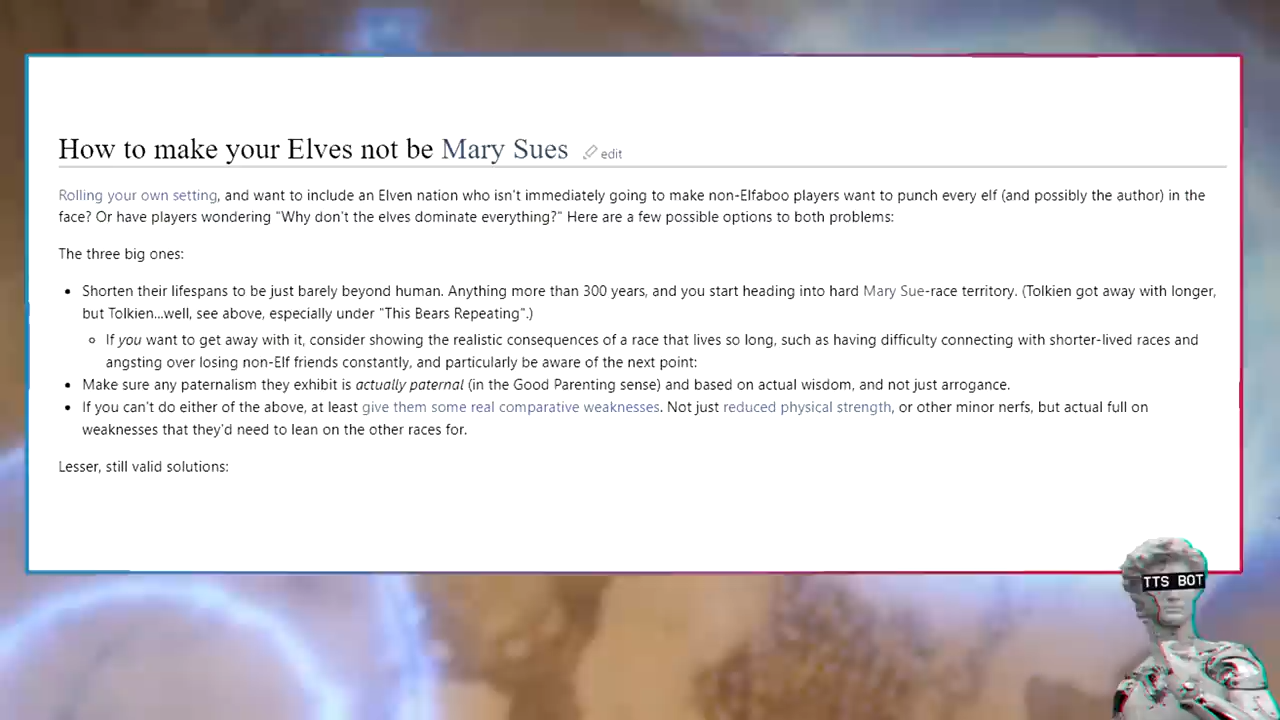 How to make your Elves not be Mary Sues edit
Rolling your own setting, and want to include an Elven nation who isn't immediately going to make non-Elfaboo players want to punch every elf (and possibly the author) in the
face? Or have players wondering "Why don't the elves dominate everything?" Here are a few possible options to both problems:
The three big ones:
• Shorten their lifespans to be just barely beyond human. Anything more than 300 years, and you start heading into hard Mary Sue-race territory. (Tolkien got away with longer,
but Tolkien...well, see above, especially under "This Bears Repeating".)
◦ If you want to get away with it, consider showing the realistic consequences of a race that lives so long, such as having difficulty connecting with shorter-lived races and
angsting over losing non-Elf friends constantly, and particularly be aware of the next point:
• Make sure any paternalism they exhibit is actually paternal (in the Good Parenting sense) and based on actual wisdom, and not just arrogance.
• If you can't do either of the above, at least give them some real comparative weaknesses. Not just reduced physical strength, or other minor nerfs, but actual full on
weaknesses that they'd need to lean on the other races for.
Lesser, still valid solutions:
TTS BOT